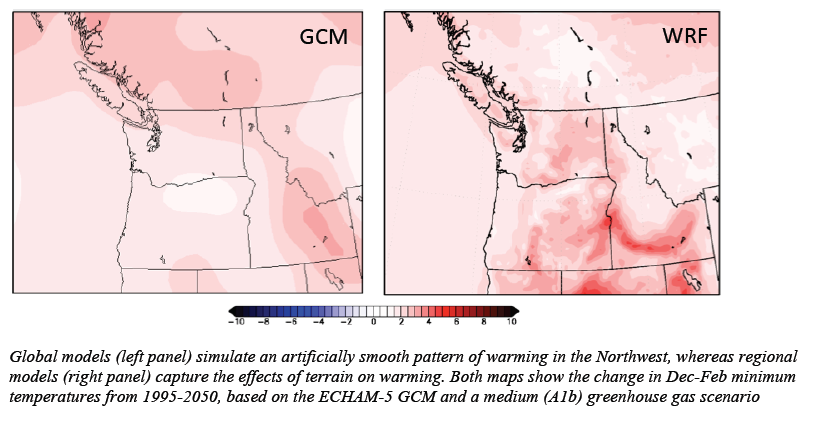 GCM
WRF
-10 -8 -6 -4 -2 0 2 4 6 8 10
Global models (left panel) simulate an artificially smooth pattern of warming in the Northwest, whereas regional
models (right panel) capture the effects of terrain on warming. Both maps show the change in Dec-Feb minimum
temperatures from 1995-2050, based on the ECHAM-5 GCM and a medium (A1b) greenhouse gas scenario